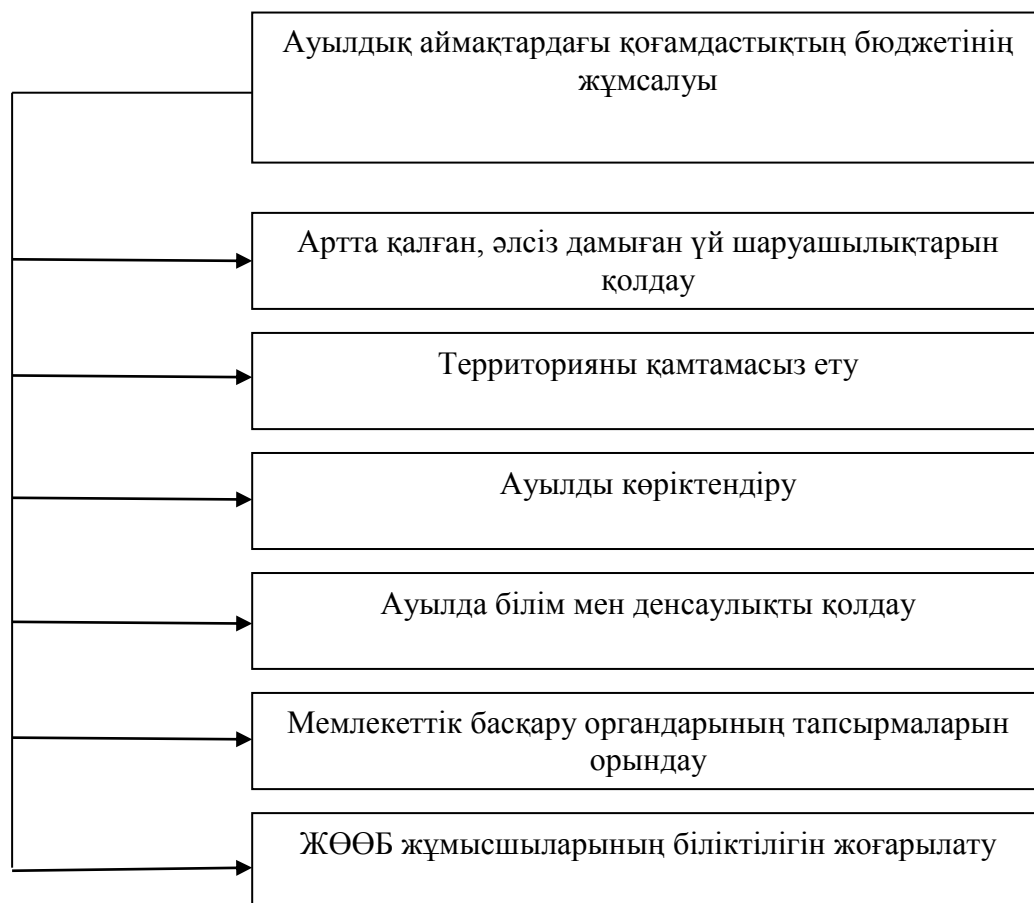 Ауылдық аймақтардағы қоғамдастықтың бюджетінің
жұмсалуы
Артта қалған, әлсіз дамыған үй шаруашылықтарын
қолдау
Территорияны қамтамасыз ету
Ауылды көріктендіру
Ауылда білім мен денсаулықты қолдау
Мемлекеттік басқару органдарының тапсырмаларын
орындау
ЖӨӨБ жұмысшыларының біліктілігін жоғарылату